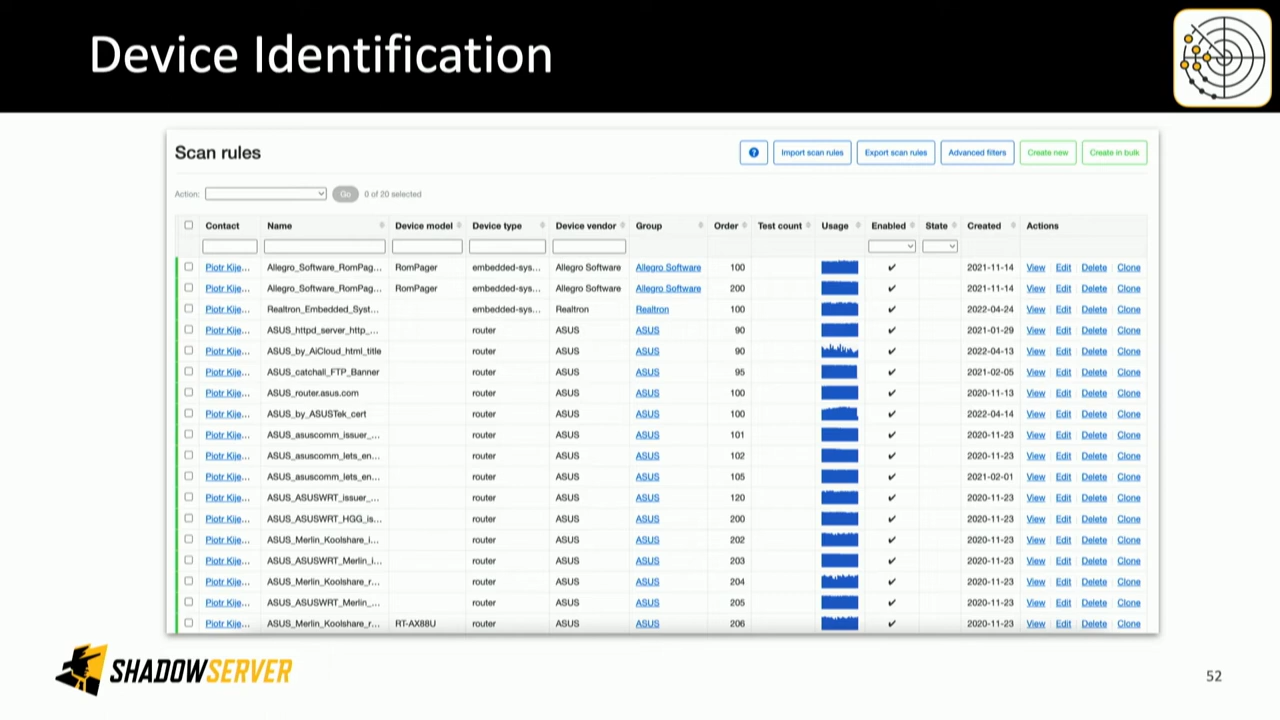 Device Identification
Scan rules
Import scan rules Export scan rules Advanced filters Create new Create in bulk
Action: Go 0 of 20 selected
Contact Name Device model Device type Device vendor Group Order Test count Usage Enabled State Created Actions
Piotr Kije... Allegro_Software_RomPag... RomPager embedded-sys... Allegro Software Allegro Software 100 ✔ 2021-11-14 View Edit Delete Clone
Piotr Kije... Allegro_Software_RomPag... RomPager embedded-sys... Allegro Software Allegro Software 200 ✔ 2021-11-14 View Edit Delete Clone
Piotr Kije... Realtron_Embedded_Syst... embedded-sys... Realtron Realtron 100 ✔ 2022-04-24 View Edit Delete Clone
Piotr Kije... ASUS_httpd_server_http_... router ASUS ASUS 90 ✔ 2021-01-29 View Edit Delete Clone
Piotr Kije... ASUS_by_AiCloud_html_title router ASUS ASUS 90 ✔ 2022-04-13 View Edit Delete Clone
Piotr Kije... ASUS_catchall_FTP_Banner router ASUS ASUS 95 ✔ 2021-02-05 View Edit Delete Clone
Piotr Kije... ASUS_router.asus.com router ASUS ASUS 100 ✔ 2020-11-13 View Edit Delete Clone
Piotr Kije... ASUS_by_ASUSTek_cert router ASUS ASUS 100 ✔ 2022-04-14 View Edit Delete Clone
Piotr Kije... ASUS_asuscomm_issuer_... router ASUS ASUS 101 ✔ 2020-11-23 View Edit Delete Clone
Piotr Kije... ASUS_asuscomm_lets_en... router ASUS ASUS 102 ✔ 2020-11-23 View Edit Delete Clone
Piotr Kije... ASUS_asuscomm_lets_en... router ASUS ASUS 105 ✔ 2021-02-01 View Edit Delete Clone
Piotr Kije... ASUS_ASUSWRT_issuer_... router ASUS ASUS 120 ✔ 2020-11-23 View Edit Delete Clone
Piotr Kije... ASUS_ASUSWRT_HGG_is... router ASUS ASUS 200 ✔ 2020-11-23 View Edit Delete Clone
Piotr Kije... ASUS_Merlin_Koolshare_i... router ASUS ASUS 202 ✔ 2020-11-23 View Edit Delete Clone
Piotr Kije... ASUS_ASUSWRT_Merlin_i... router ASUS ASUS 203 ✔ 2020-11-23 View Edit Delete Clone
Piotr Kije... ASUS_Merlin_Koolshare_r... router ASUS ASUS 204 ✔ 2020-11-23 View Edit Delete Clone
Piotr Kije... ASUS_ASUSWRT_Merlin_... router ASUS ASUS 205 ✔ 2020-11-23 View Edit Delete Clone
Piotr Kije... ASUS_Merlin_Koolshare_r... RT-AX88U router ASUS ASUS 206 ✔ 2020-11-23 View Edit Delete Clone
SHADOWSERVER
52